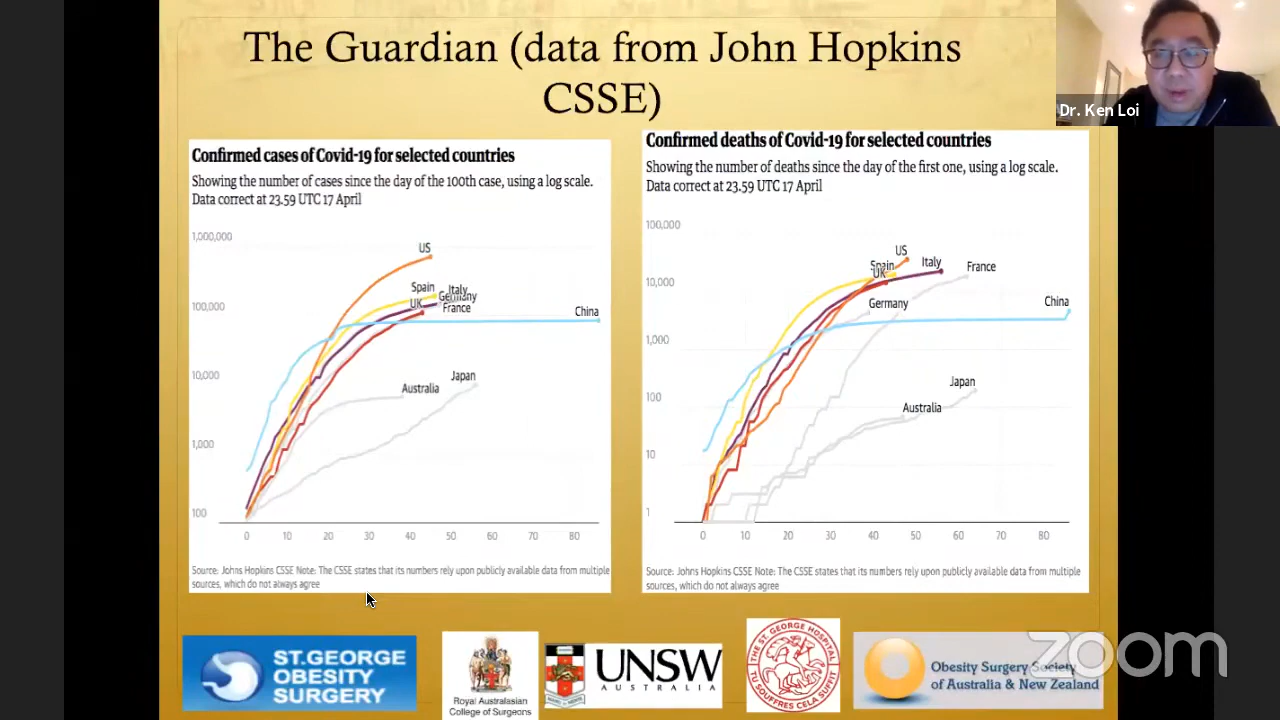 The Guardian (data from John Hopkins
CSSE)
Dr. Ken Loi
Confirmed cases of Covid-19 for selected countries
Showing the number of cases since the day of the 100th case, using a log scale.
Data correct at 23.59 UTC 17 April
1,000,000
100,000
10,000
1,000
100
US
Spain
Italy
Germany
UK
France
China
Australia
Japan
0 10 20 30 40 50 60 70 80
Source: Johns Hopkins CSSE Note: The CSSE states that its numbers rely upon publicly available data from multiple
sources, which do not always agree
Confirmed deaths of Covid-19 for selected countries
Showing the number of deaths since the day of the first one, using a log scale.
Data correct at 23.59 UTC 17 April
100,000
10,000
1,000
100
10
1
US
Spain
UK
Italy
France
Germany
China
Japan
Australia
0 10 20 30 40 50 60 70 80
Source: Johns Hopkins CSSE Note: The CSSE states that its numbers rely upon publicly available data from multiple
sources, which do not always agree
ST.GEORGE
OBESITY
SURGERY
Royal Australasian
College of Surgeons
UNSW
AUSTRALIA
THE ST. GEORGE HOSPITAL
TU SOUFFRES CELA SUFFIT
Obesity Surgery Society
of Australia & New Zealand
zoom